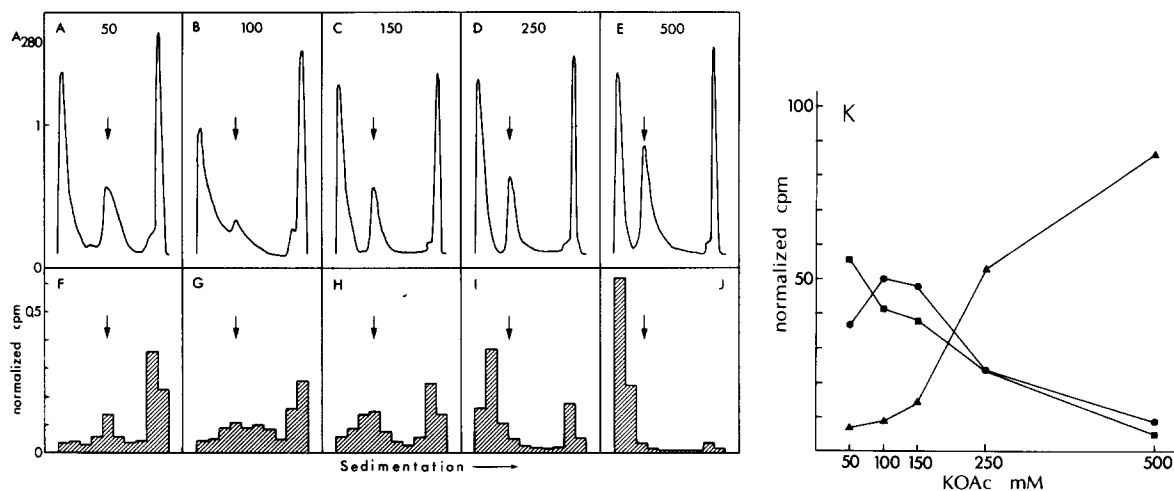 A280
A 50
B 100
C 150
D 250
E 500
1
0
F
G
H
I
J
normalized cpm
0.5
0
Sedimentation
K
normalized cpm
100
50
50 100 150 250 500
KOAc mM